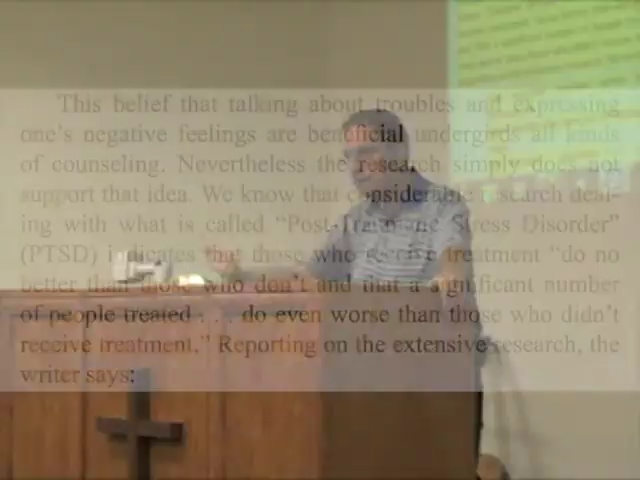 This belief that talking about troubles and expressing
one's negative feelings are beneficial undergirds all kinds
of counseling. Nevertheless the research simply does not
support that idea. We know that considerable research deal-
ing with what is called "Post-Traumatic Stress Disorder"
(PTSD) indicates that those who receive treatment "do no
better than those who don't and that a significant number
of people treated . . . do even worse than those who didn't
receive treatment." Reporting on the extensive research, the
writer says: